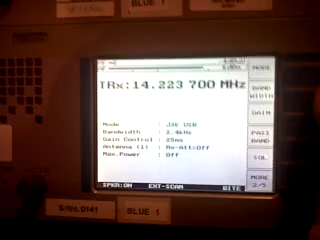 BLUE 1
TRx:14.223 700 MHz
MODE
BAND
WIDTH
GAIN
PASS
BAND
SQL
MORE
2/5
Mode : J3E USB
Bandwidth : 2.4kHz
Gain Control : 25ms
Antenna (1) : Rx-Att=Off
Max.Power : Off
SPKR:ON EXT-SCAN BITE
S/No.0141
BLUE 1